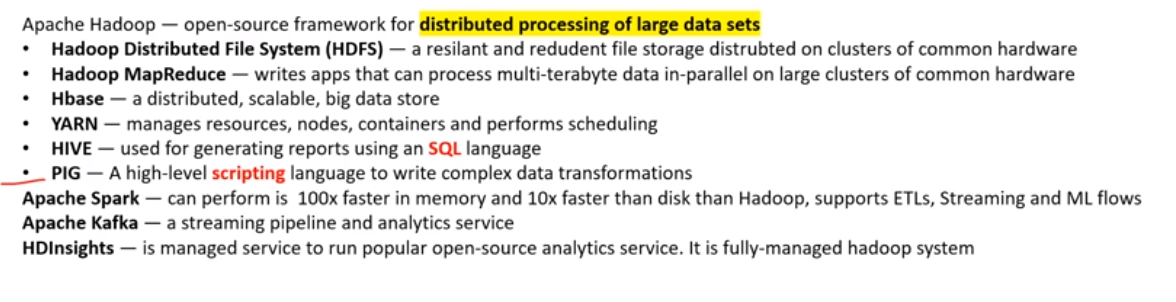 Apache Hadoop — open-source framework for distributed processing of large data sets
• Hadoop Distributed File System (HDFS) — a resilant and redudent file storage distrubted on clusters of common hardware
• Hadoop MapReduce — writes apps that can process multi-terabyte data in-parallel on large clusters of common hardware
• Hbase — a distributed, scalable, big data store
• YARN — manages resources, nodes, containers and performs scheduling
• HIVE — used for generating reports using an SQL language
• PIG — A high-level scripting language to write complex data transformations
Apache Spark — can perform is 100x faster in memory and 10x faster than disk than Hadoop, supports ETLs, Streaming and ML flows
Apache Kafka — a streaming pipeline and analytics service
HDInsights — is managed service to run popular open-source analytics service. It is fully-managed hadoop system